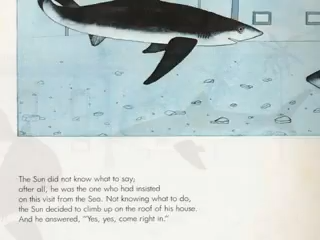 The Sun did not know what to say;
after all, he was the one who had insisted
on this visit from the Sea. Not knowing what to do,
the Sun decided to climb up on the roof of his house.
And he answered, "Yes, yes, come right in."